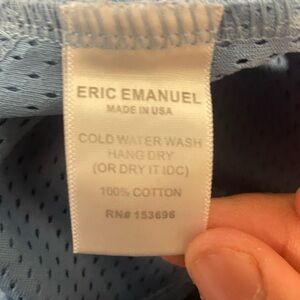 ERIC EMANUEL
MADE IN USA
COLD WATER WASH
HANG DRY
(OR DRY IT IDC)
100% COTTON
RN# 153696